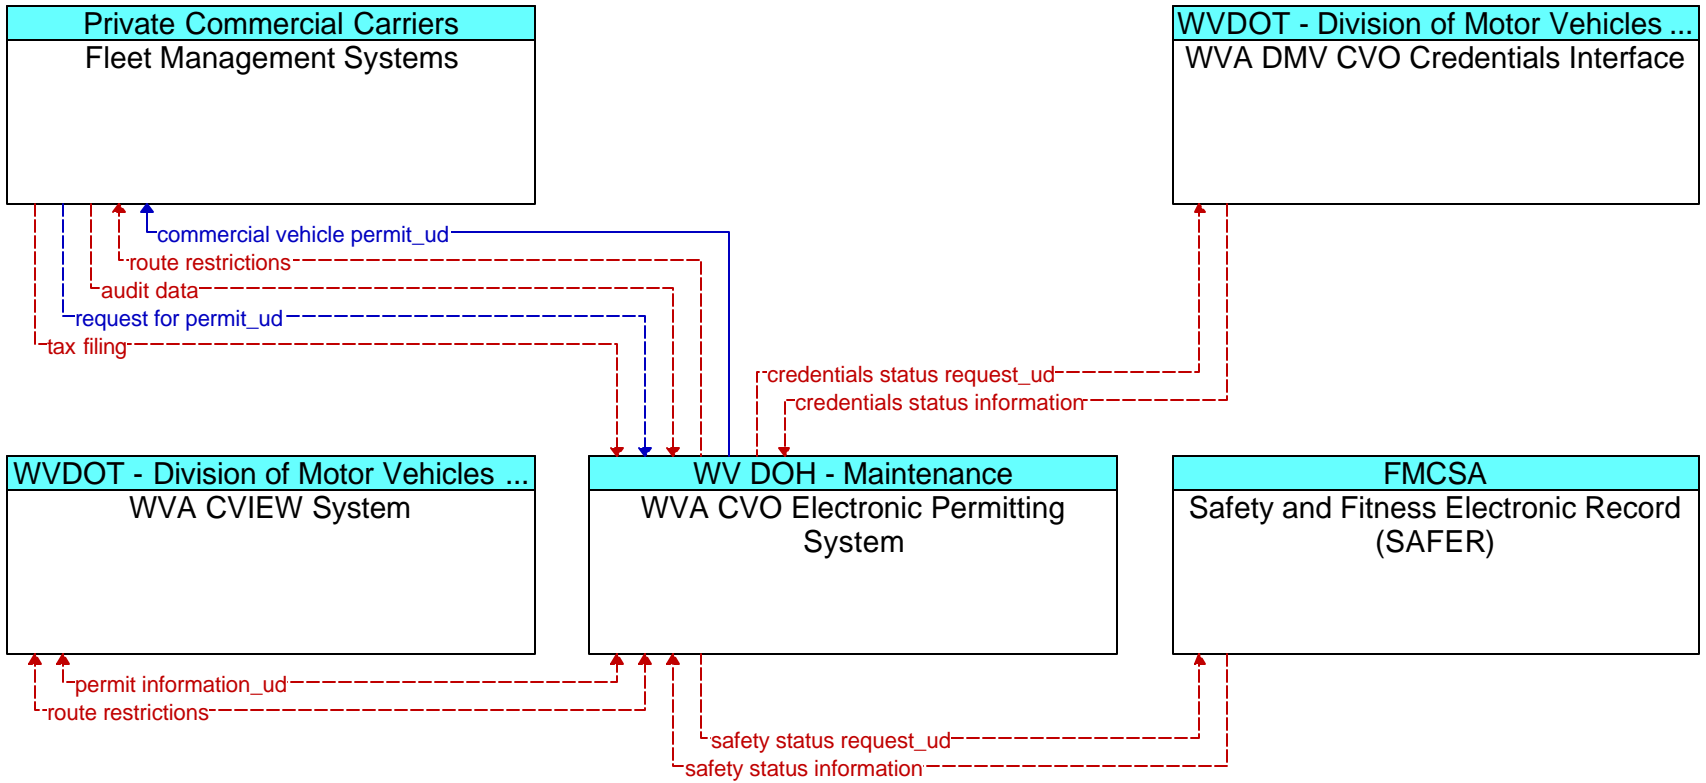 Private Commercial Carriers
Fleet Management Systems
WVDOT - Division of Motor Vehicles ...
WVA DMV CVO Credentials Interface
commercial vehicle permit_ud
route restrictions
audit data
request for permit_ud
tax filing
credentials status request_ud
credentials status information
WVDOT - Division of Motor Vehicles ...
WVA CVIEW System
WV DOH - Maintenance
WVA CVO Electronic Permitting
System
FMCSA
Safety and Fitness Electronic Record
(SAFER)
permit information_ud
route restrictions
safety status request_ud
safety status information